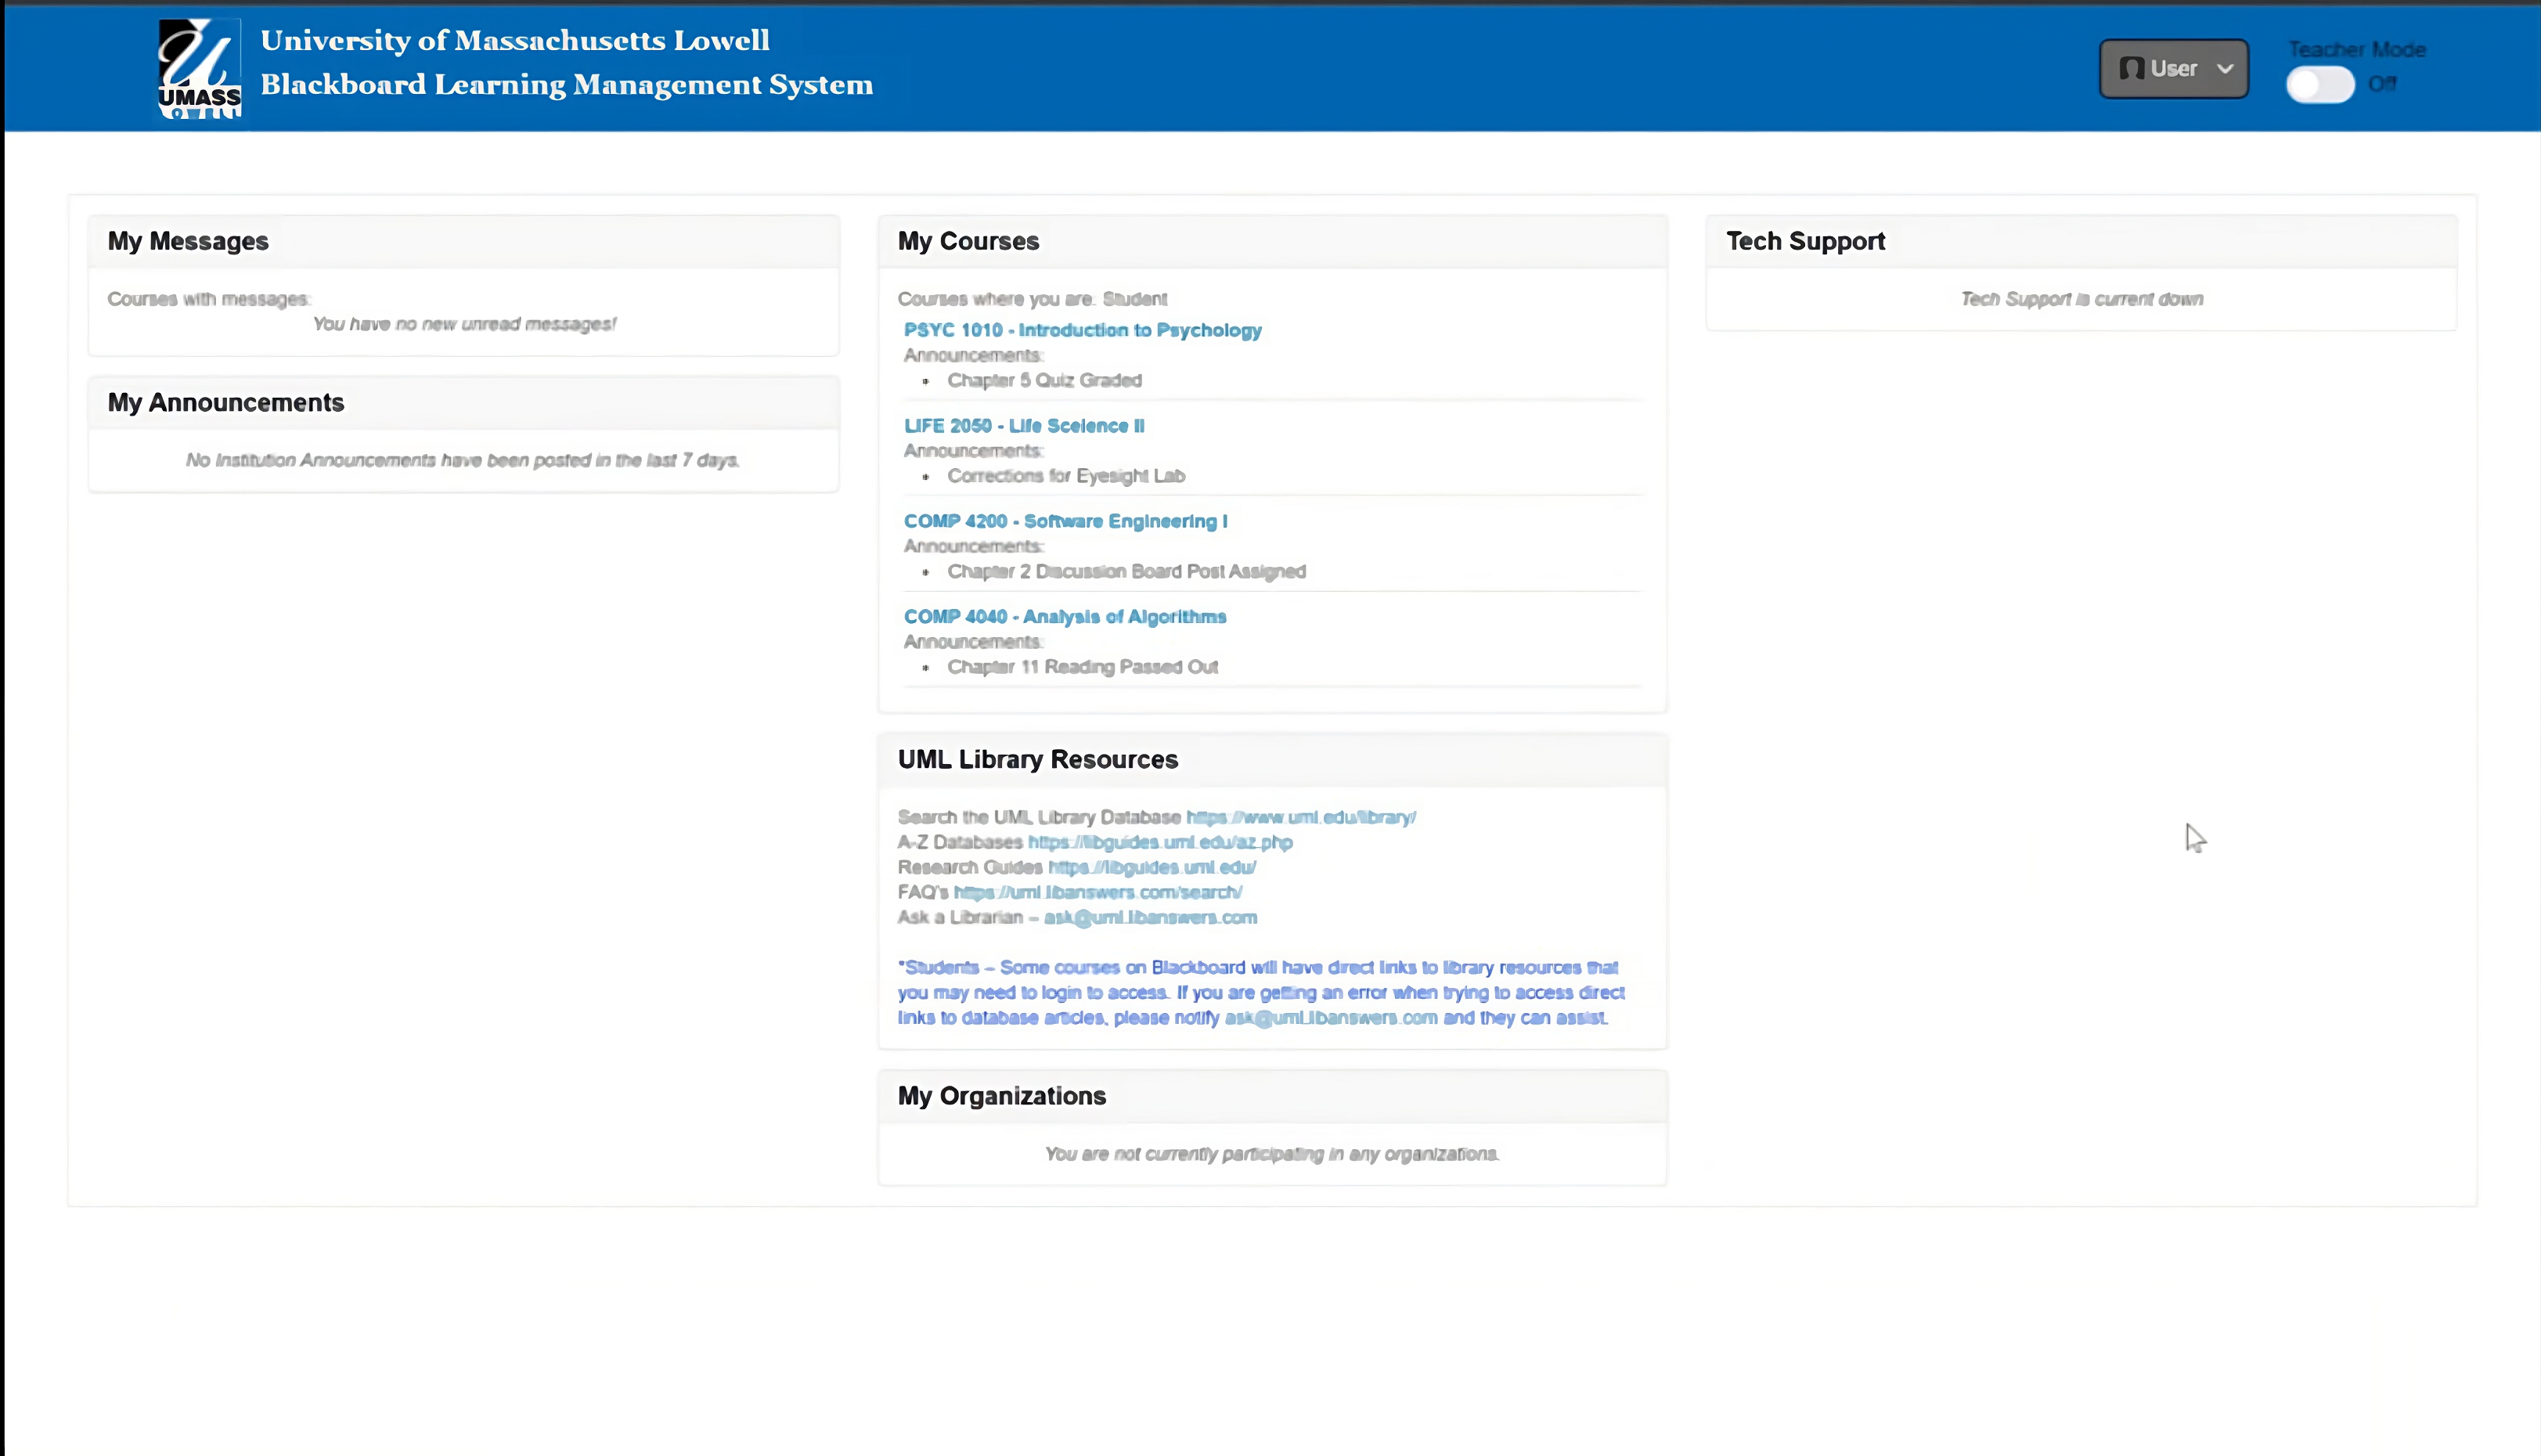 University of Massachusetts Lowell
Blackboard Learning Management System
UMASS
LOWELL
User
Teacher Mode
Off
My Messages
Courses with messages:
You have no new unread messages!
My Announcements
No Institution Announcements have been posted in the last 7 days.
My Courses
Courses where you are: Student
PSYC 1010 - Introduction to Psychology
Announcements:
• Chapter 5 Quiz Graded
LIFE 2050 - Life Sceience II
Announcements:
• Corrections for Eyesight Lab
COMP 4200 - Software Engineering I
Announcements:
• Chapter 2 Discussion Board Post Assigned
COMP 4040 - Analysis of Algorithms
Announcements:
• Chapter 11 Reading Passed Out
UML Library Resources
Search the UML Library Database https://www.uml.edu/library/
A-Z Databases https://libguides.uml.edu/az.php
Research Guides https://libguides.uml.edu/
FAQ's https://uml.libanswers.com/search/
Ask a Librarian – ask@uml.libanswers.com
*Students – Some courses on Blackboard will have direct links to library resources that
you may need to login to access. If you are getting an error when trying to access direct
links to database articles, please notify ask@uml.libanswers.com and they can assist.
My Organizations
You are not currently participating in any organizations.
Tech Support
Tech Support is current down